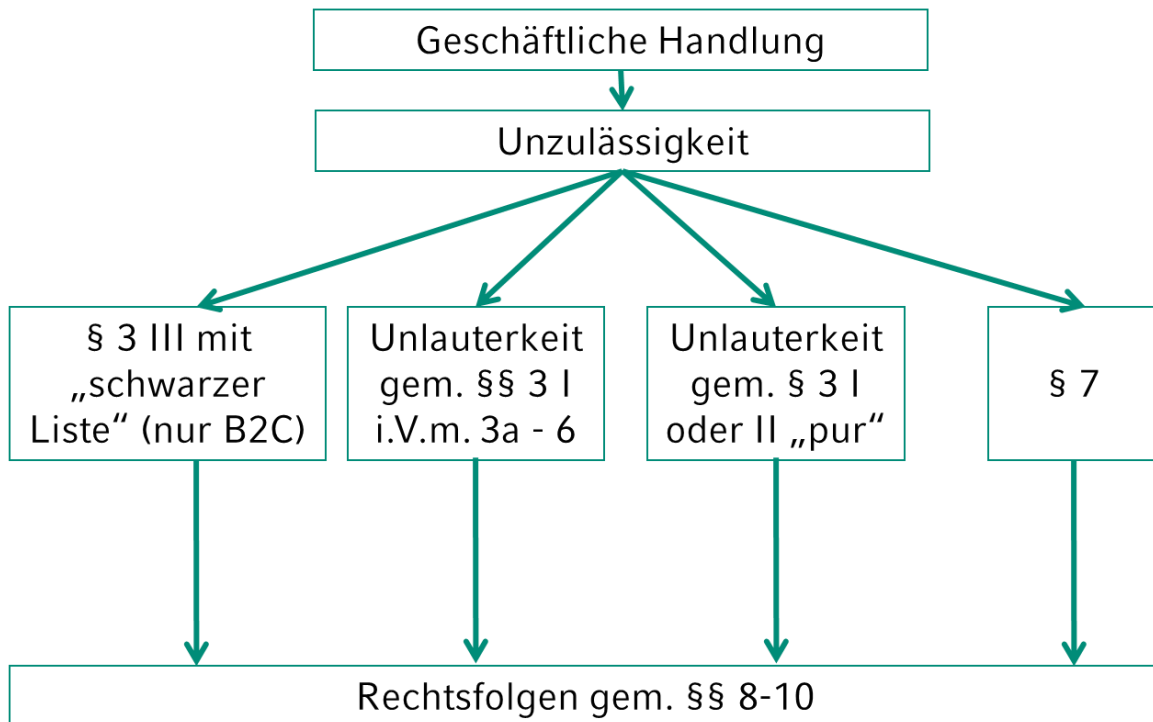 Geschäftliche Handlung
Unzulässigkeit
§ 3 III mit
„schwarzer
Liste“ (nur B2C)
Unlauterkeit
gem. §§ 3 I
i.V.m. 3a - 6
Unlauterkeit
gem. § 3 I
oder II „pur“
§ 7
Rechtsfolgen gem. §§ 8-10